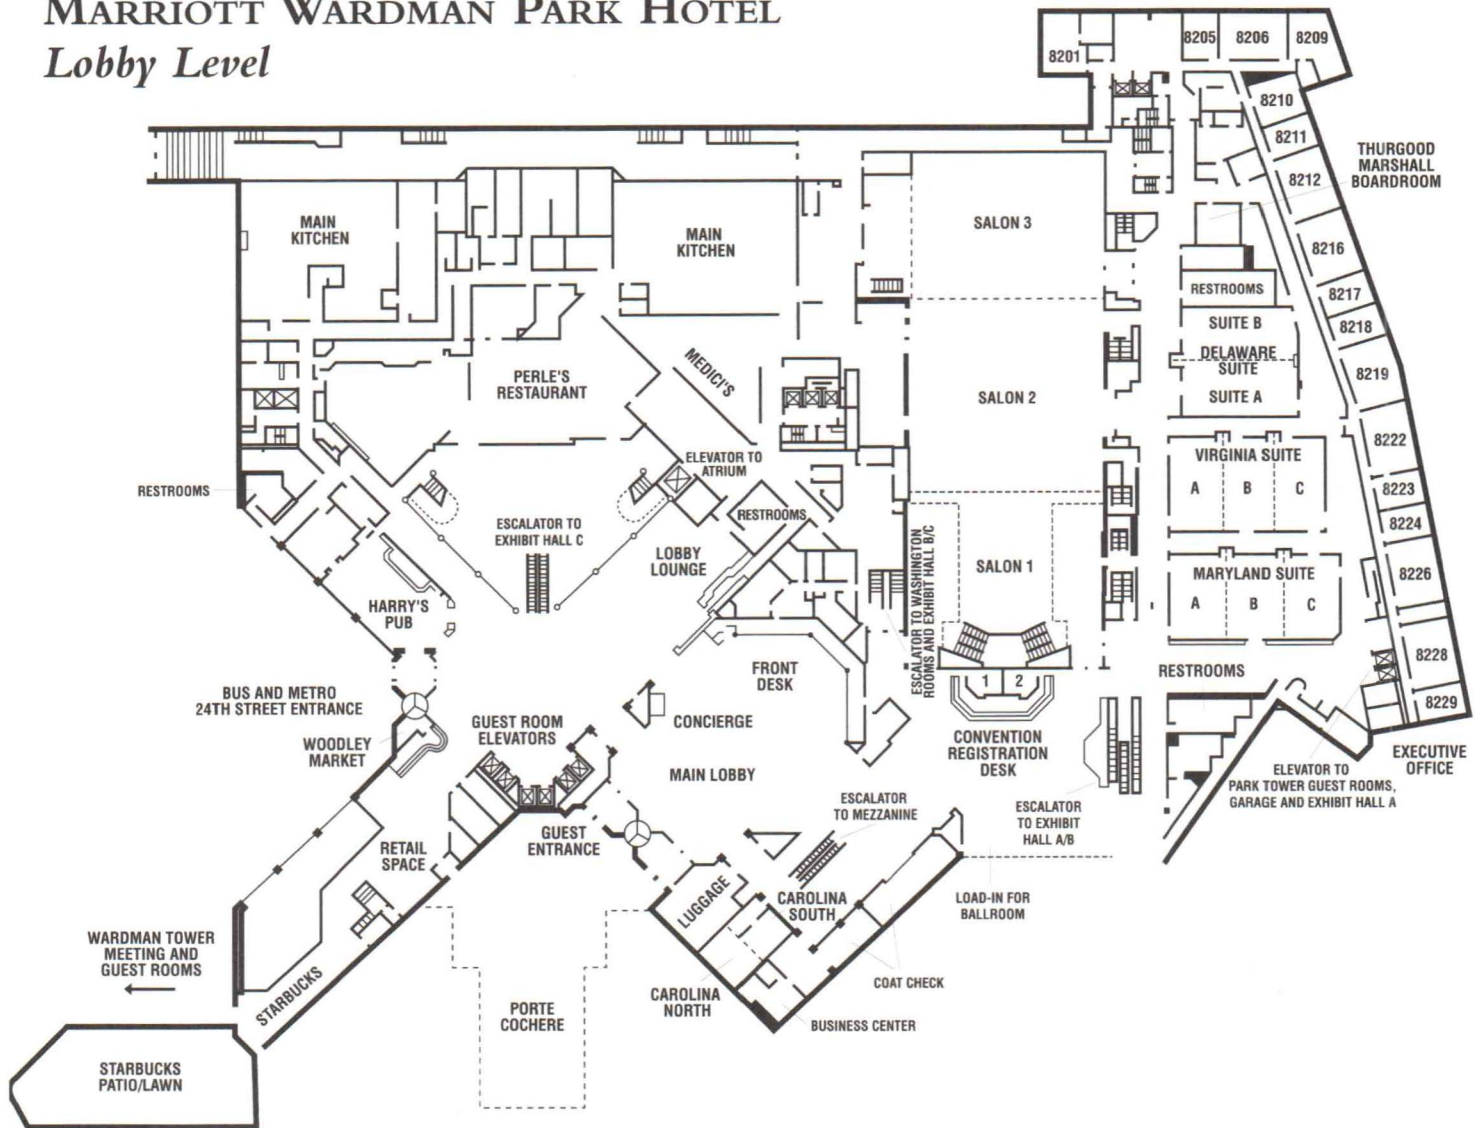 MARRIOTT WARDMAN PARK HOTEL
Lobby Level
8201
8205
8206
8209
8210
8211
8212
THURGOOD
MARSHALL
BOARDROOM
8216
8217
8218
8219
8222
8223
8224
8226
8228
8229
MAIN
KITCHEN
MAIN
KITCHEN
SALON 3
RESTROOMS
SUITE B
DELAWARE
SUITE
SUITE A
PERLE'S
RESTAURANT
MEDICI'S
SALON 2
VIRGINIA SUITE
A
B
C
ELEVATOR TO
ATRIUM
RESTROOMS
RESTROOMS
ESCALATOR TO
EXHIBIT HALL C
LOBBY
LOUNGE
ESCALATOR TO WASHINGTON
ROOMS AND EXHIBIT HALL B/C
SALON 1
MARYLAND SUITE
A
B
C
HARRY'S
PUB
FRONT
DESK
1
2
RESTROOMS
BUS AND METRO
24TH STREET ENTRANCE
WOODLEY
MARKET
GUEST ROOM
ELEVATORS
CONCIERGE
CONVENTION
REGISTRATION
DESK
EXECUTIVE
OFFICE
ELEVATOR TO
PARK TOWER GUEST ROOMS,
GARAGE AND EXHIBIT HALL A
MAIN LOBBY
ESCALATOR
TO MEZZANINE
ESCALATOR
TO EXHIBIT
HALL A/B
GUEST
ENTRANCE
RETAIL
SPACE
LUGGAGE
CAROLINA
SOUTH
LOAD-IN FOR
BALLROOM
WARDMAN TOWER
MEETING AND
GUEST ROOMS
STARBUCKS
COAT CHECK
CAROLINA
NORTH
PORTE
COCHERE
BUSINESS CENTER
STARBUCKS
PATIO/LAWN